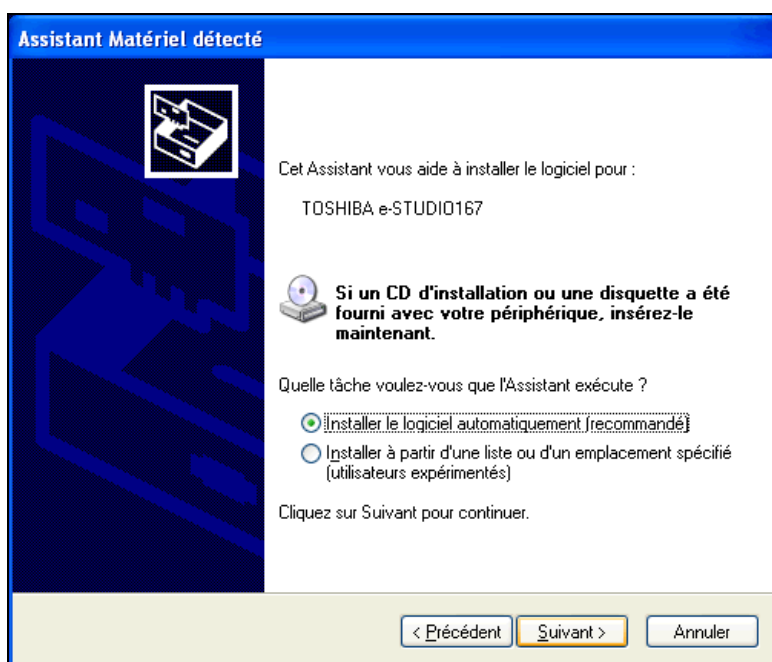 Assistant Matériel détecté
Cet Assistant vous aide à installer le logiciel pour :
TOSHIBA e-STUDIO167
Si un CD d'installation ou une disquette a été
fourni avec votre périphérique, insérez-le
maintenant.
Quelle tâche voulez-vous que l'Assistant exécute ?
Installer le logiciel automatiquement (recommandé)
Installer à partir d'une liste ou d'un emplacement spécifié
(utilisateurs expérimentés)
Cliquez sur Suivant pour continuer.
< Précédent Suivant > Annuler